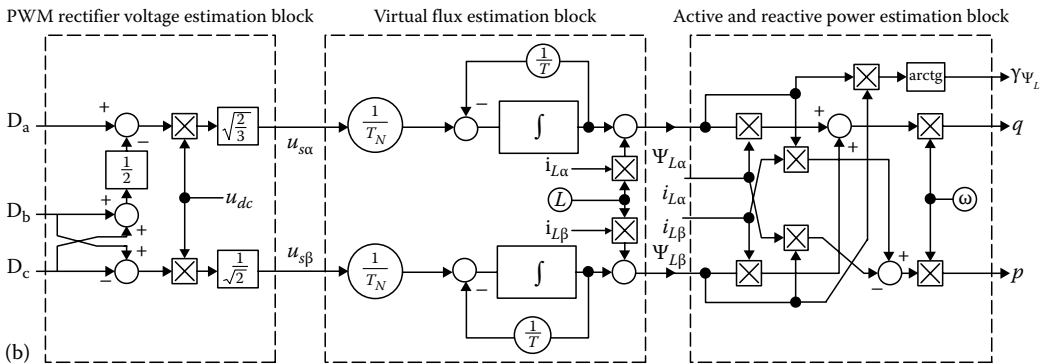 PWM rectifier voltage estimation block
Virtual flux estimation block
Active and reactive power estimation block
D_a
+
−
1/2
+
+
D_b
D_c
+
−
√(2/3)
1/√2
u_dc
u_sα
u_sβ
1/T_N
1/T_N
1/T
−
∫
i_Lα
L
i_Lβ
−
∫
1/T
Ψ_Lα
i_Lα
i_Lβ
Ψ_Lβ
+
+
+
−
arctg
γ_Ψ_L
q
ω
p
(b)